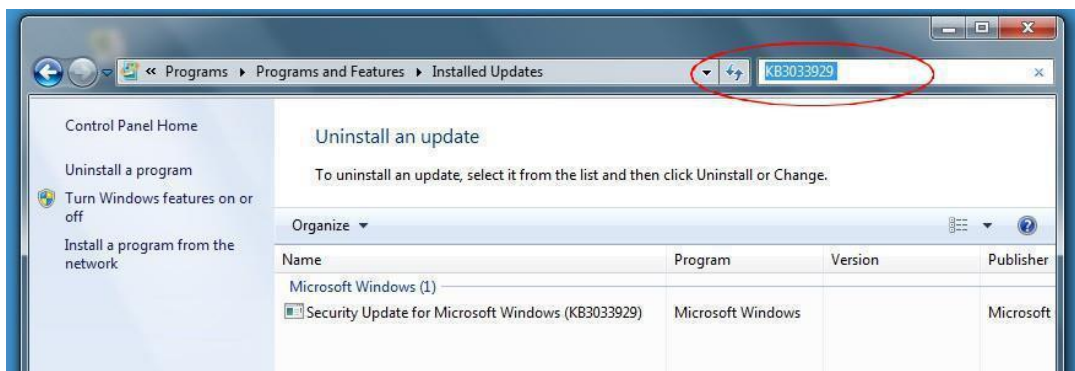 « Programs ▸ Programs and Features ▸ Installed Updates
KB3033929
Control Panel Home
Uninstall a program
Turn Windows features on or
off
Install a program from the
network
Uninstall an update
To uninstall an update, select it from the list and then click Uninstall or Change.
Organize
Name Program Version Publisher
Microsoft Windows (1)
Security Update for Microsoft Windows (KB3033929) Microsoft Windows Microsoft